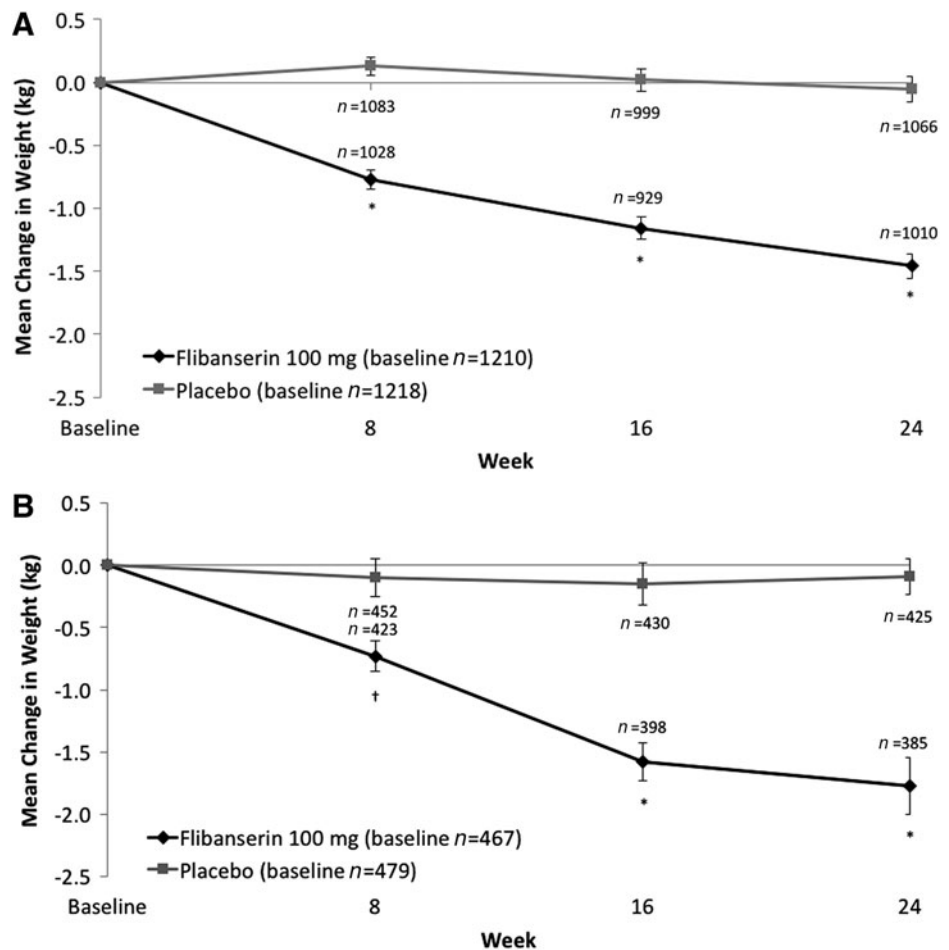 A
Mean Change in Weight (kg)
0.5
0.0
-0.5
-1.0
-1.5
-2.0
-2.5
n=1083
n=999
n=1066
n=1028
n=929
n=1010
*
*
*
Flibanserin 100 mg (baseline n=1210)
Placebo (baseline n=1218)
Baseline 8 16 24
Week
B
Mean Change in Weight (kg)
0.5
0.0
-0.5
-1.0
-1.5
-2.0
-2.5
n=452
n=423
n=430
n=425
n=398
n=385
†
*
*
Flibanserin 100 mg (baseline n=467)
Placebo (baseline n=479)
Baseline 8 16 24
Week